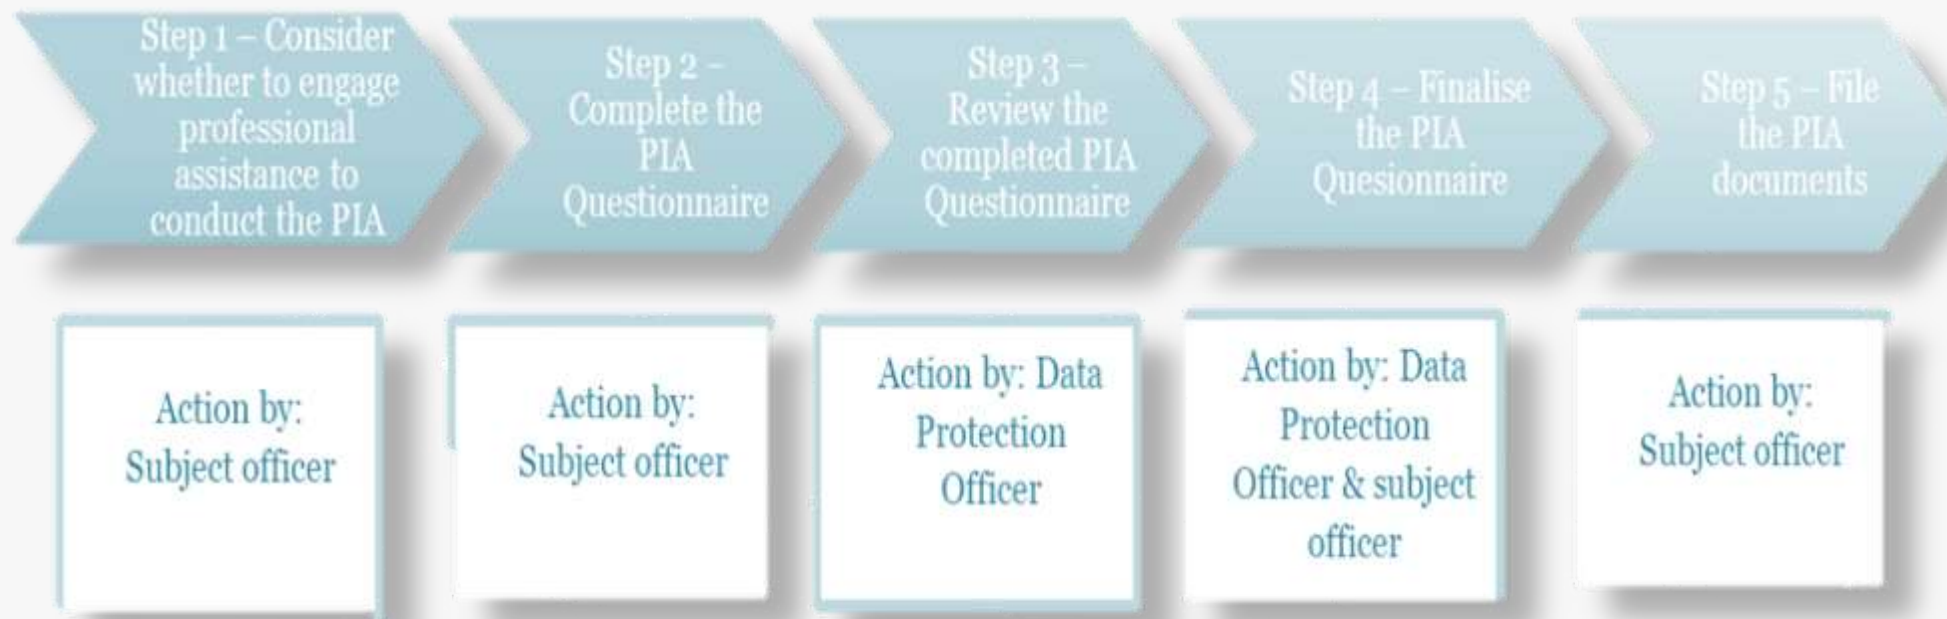 Step 1 – Consider
whether to engage
professional
assistance to
conduct the PIA
Step 2 –
Complete the
PIA
Questionnaire
Step 3 –
Review the
completed PIA
Questionnaire
Step 4 – Finalise
the PIA
Quesionnaire
Step 5 – File
the PIA
documents
Action by:
Subject officer
Action by:
Subject officer
Action by: Data
Protection
Officer
Action by: Data
Protection
Officer & subject
officer
Action by:
Subject officer